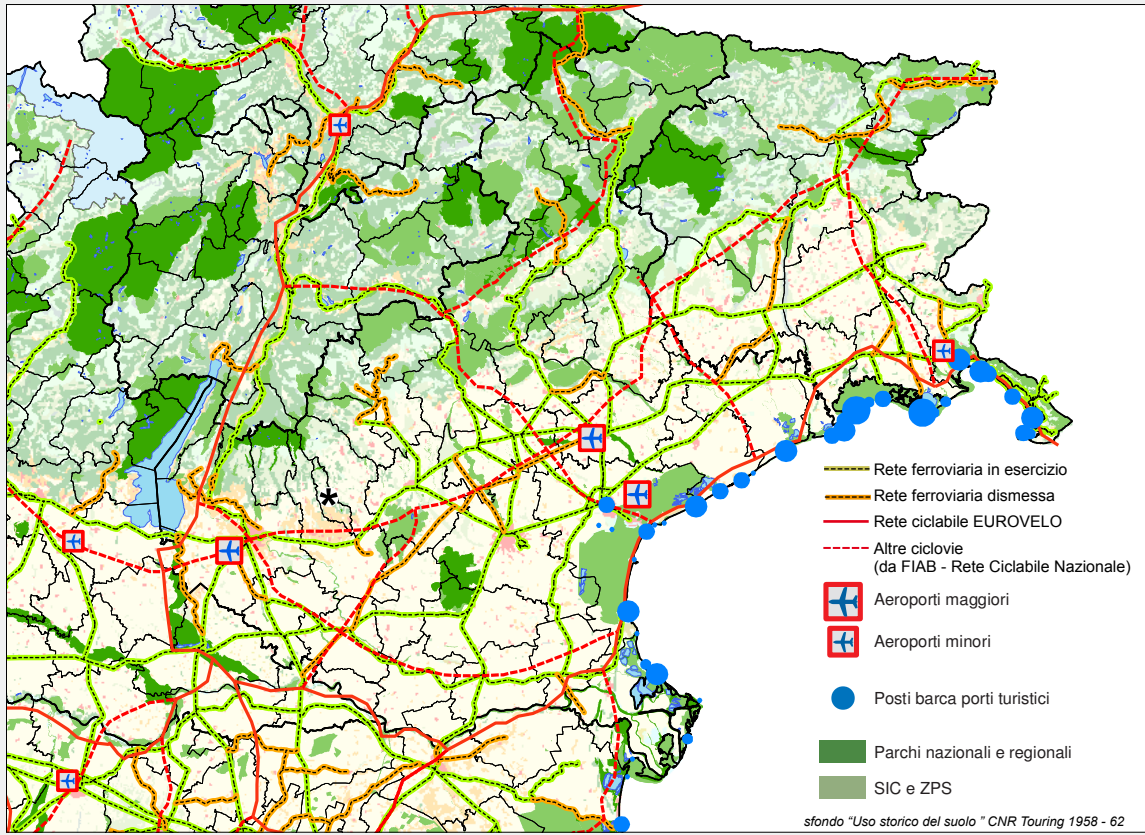 *
Rete ferroviaria in esercizio
Rete ferroviaria dismessa
Rete ciclabile EUROVELO
Altre ciclovie
(da FIAB - Rete Ciclabile Nazionale)
Aeroporti maggiori
Aeroporti minori
Posti barca porti turistici
Parchi nazionali e regionali
SIC e ZPS
sfondo "Uso storico del suolo " CNR Touring 1958 - 62